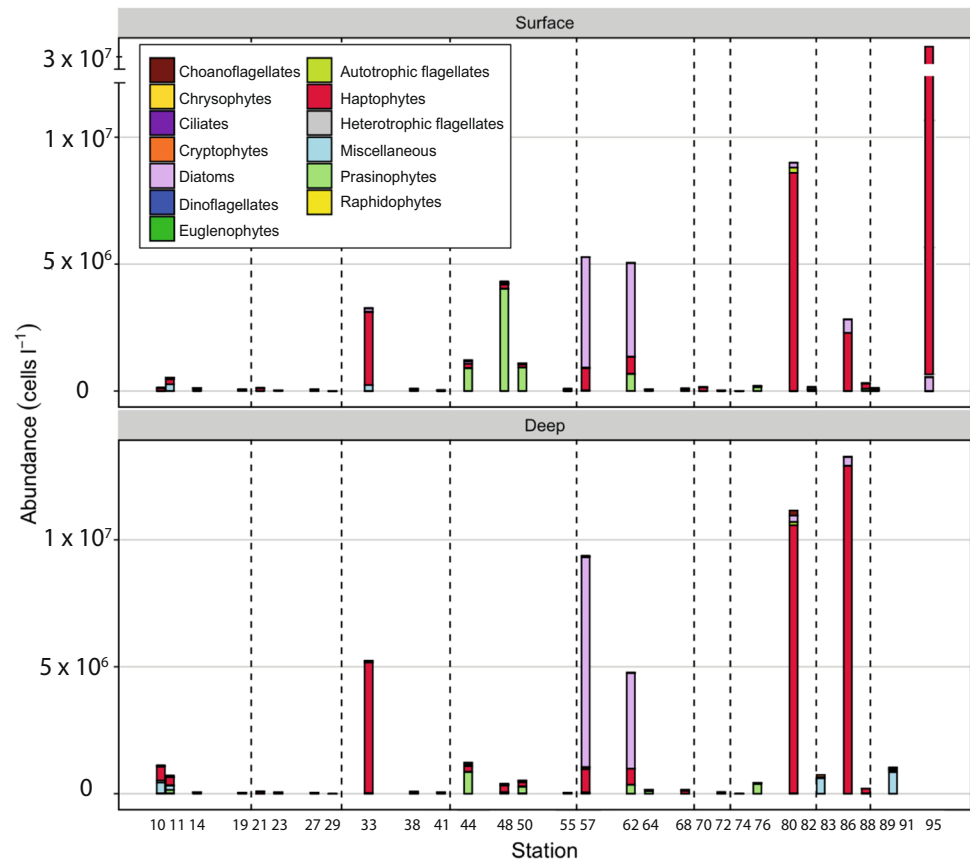 Surface
3 x 10⁷
1 x 10⁷
5 x 10⁶
0
Choanoflagellates
Chrysophytes
Ciliates
Cryptophytes
Diatoms
Dinoflagellates
Euglenophytes
Autotrophic flagellates
Haptophytes
Heterotrophic flagellates
Miscellaneous
Prasinophytes
Raphidophytes
Abundance (cells l⁻¹)
Deep
1 x 10⁷
5 x 10⁶
0
10 11 14 19 21 23 27 29 33 38 41 44 48 50 55 57 62 64 68 70 72 74 76 80 82 83 86 88 89 91 95
Station